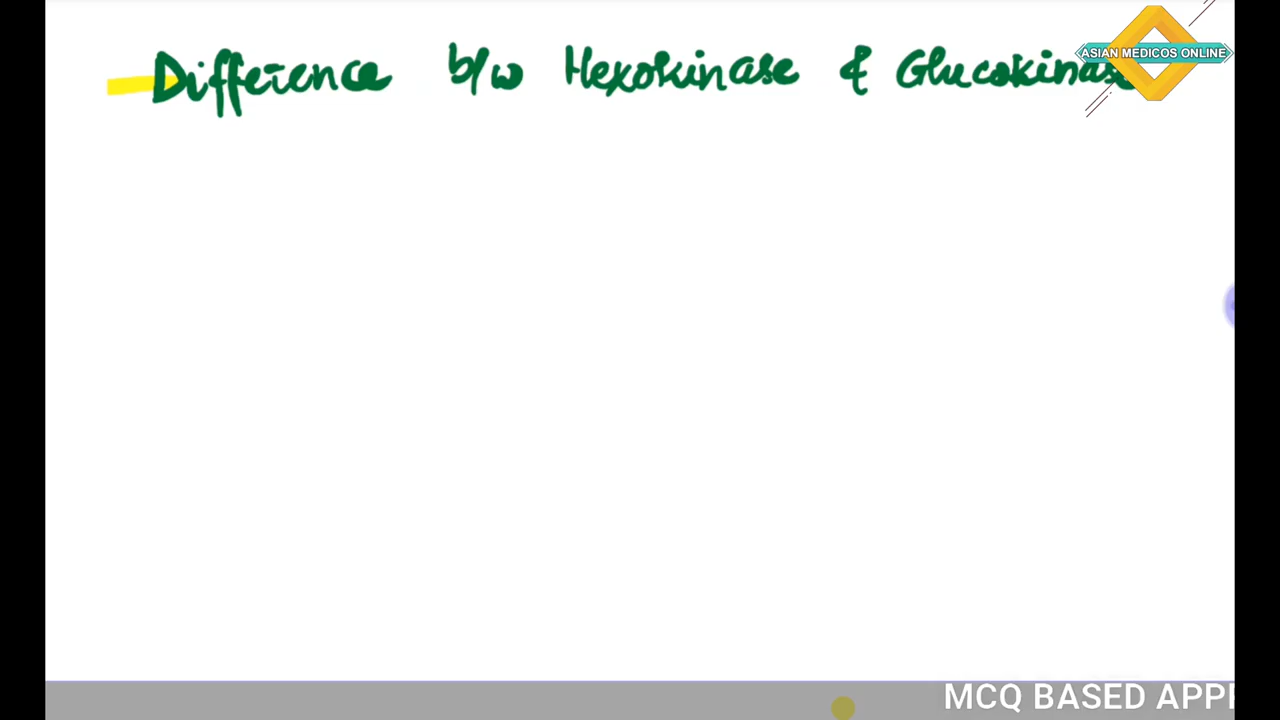 Difference b/w Hexokinase & Glucokinase
ASIAN MEDICOS ONLINE
MCQ BASED APP